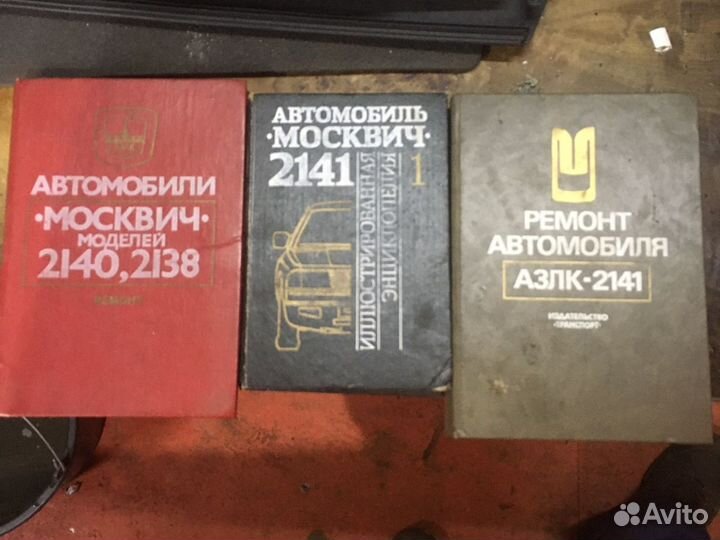 АВТОМОБИЛИ
·МОСКВИЧ·
МОДЕЛЕЙ
2140, 2138
РЕМОНТ
АВТОМОБИЛЬ
·МОСКВИЧ·
2141
1
ИЛЛЮСТРИРОВАННАЯ
ЭНЦИКЛОПЕДИЯ
РЕМОНТ
АВТОМОБИЛЯ
АЗЛК-2141
ИЗДАТЕЛЬСТВО
·ТРАНСПОРТ·
Avito